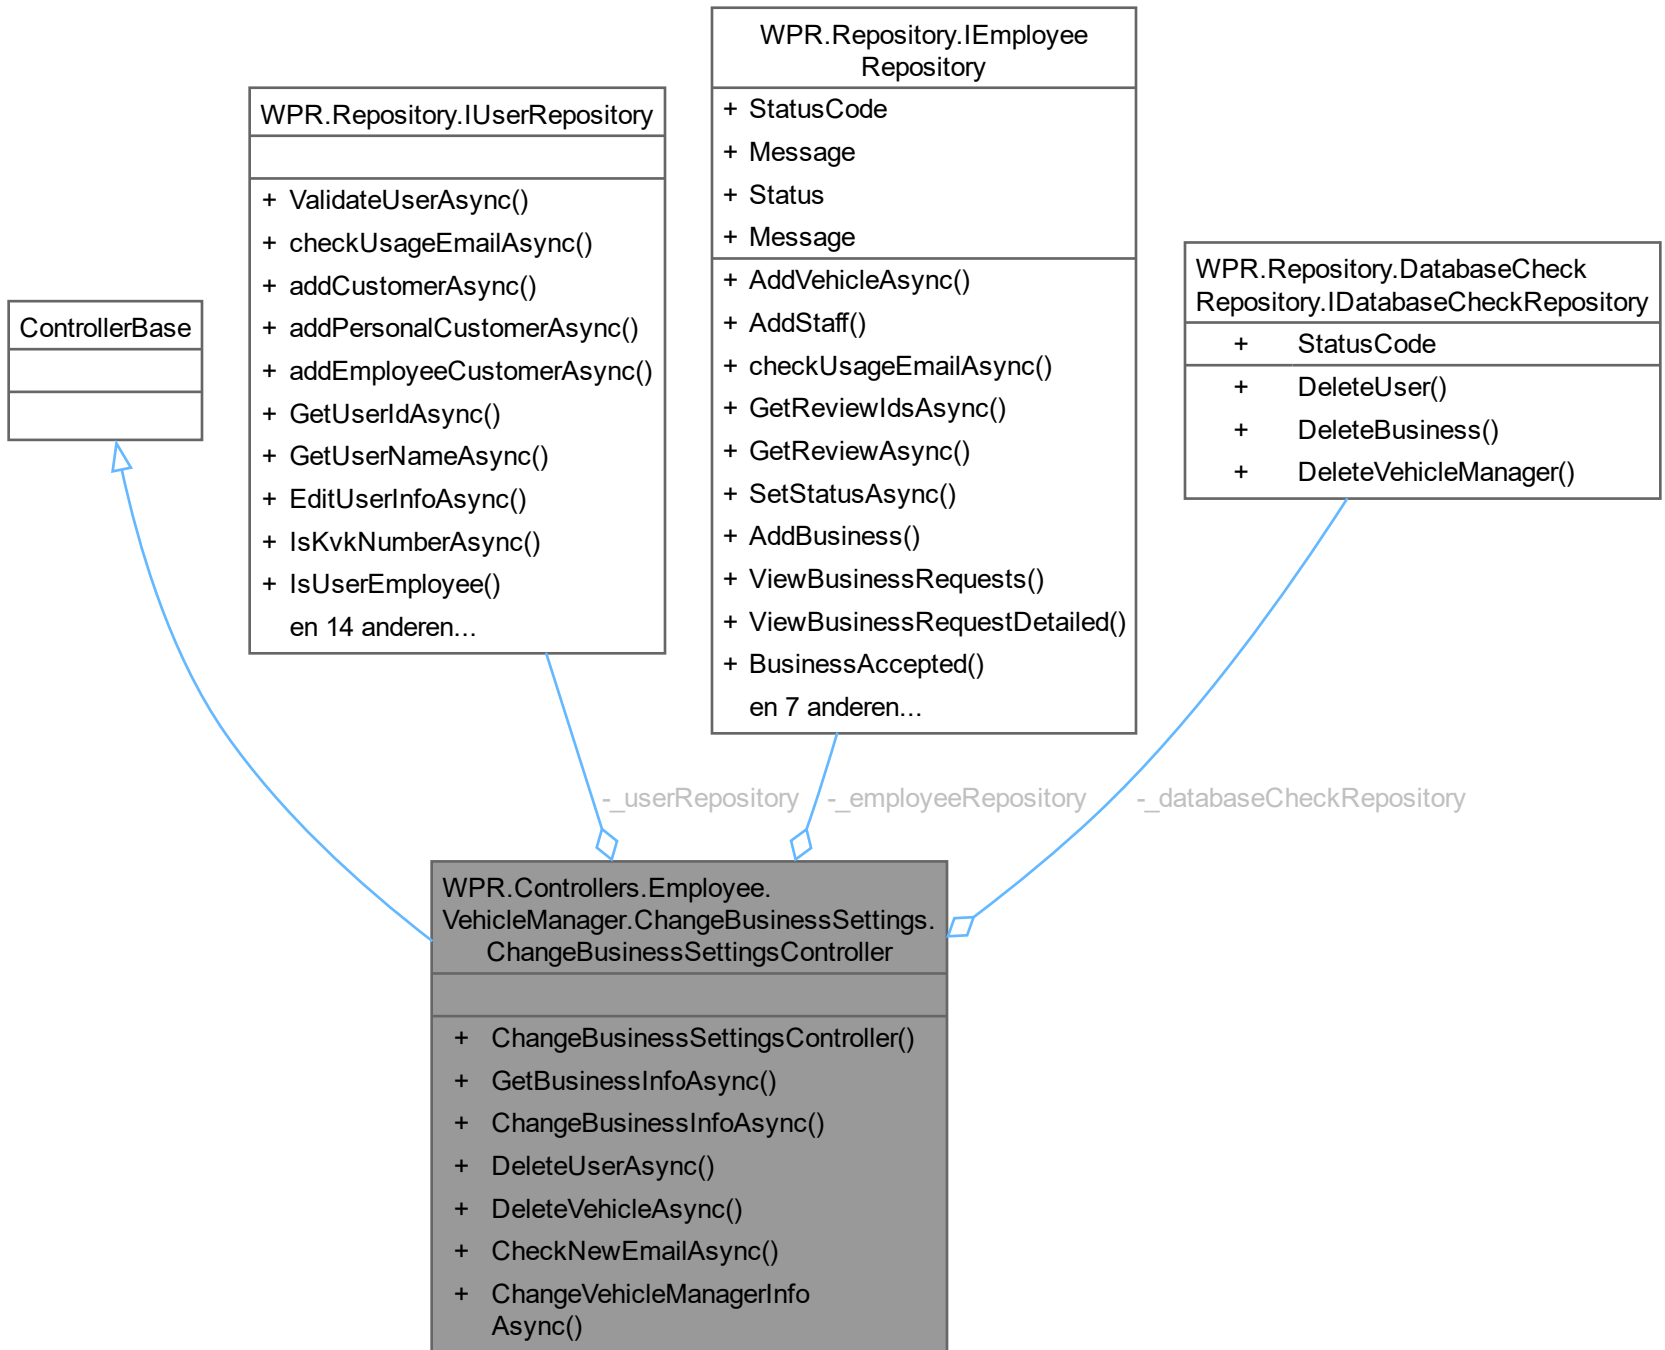 WPR.Repository.IEmployee
Repository
+ StatusCode
+ Message
+ Status
+ Message
+ AddVehicleAsync()
+ AddStaff()
+ checkUsageEmailAsync()
+ GetReviewIdsAsync()
+ GetReviewAsync()
+ SetStatusAsync()
+ AddBusiness()
+ ViewBusinessRequests()
+ ViewBusinessRequestDetailed()
+ BusinessAccepted()
en 7 anderen...
WPR.Repository.IUserRepository
+ ValidateUserAsync()
+ checkUsageEmailAsync()
+ addCustomerAsync()
+ addPersonalCustomerAsync()
+ addEmployeeCustomerAsync()
+ GetUserIdAsync()
+ GetUserNameAsync()
+ EditUserInfoAsync()
+ IsKvkNumberAsync()
+ IsUserEmployee()
en 14 anderen...
WPR.Repository.DatabaseCheck
Repository.IDatabaseCheckRepository
+ StatusCode
+ DeleteUser()
+ DeleteBusiness()
+ DeleteVehicleManager()
ControllerBase
-_userRepository
-_employeeRepository
-_databaseCheckRepository
WPR.Controllers.Employee.
VehicleManager.ChangeBusinessSettings.
ChangeBusinessSettingsController
+ ChangeBusinessSettingsController()
+ GetBusinessInfoAsync()
+ ChangeBusinessInfoAsync()
+ DeleteUserAsync()
+ DeleteVehicleAsync()
+ CheckNewEmailAsync()
+ ChangeVehicleManagerInfo
Async()